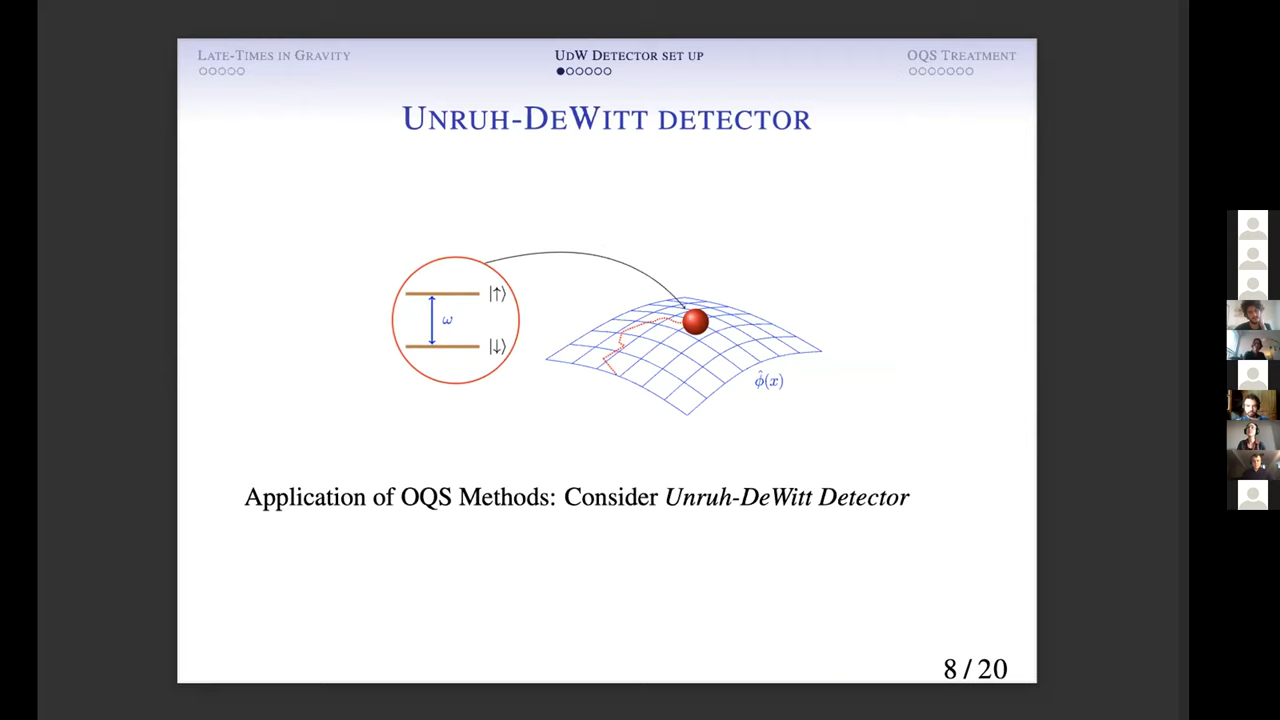 LATE-TIMES IN GRAVITY
UDW DETECTOR SET UP
OQS TREATMENT
UNRUH-DEWITT DETECTOR
|↑⟩
ω
|↓⟩
ϕ̂(x)
Application of OQS Methods: Consider Unruh-DeWitt Detector
8 / 20